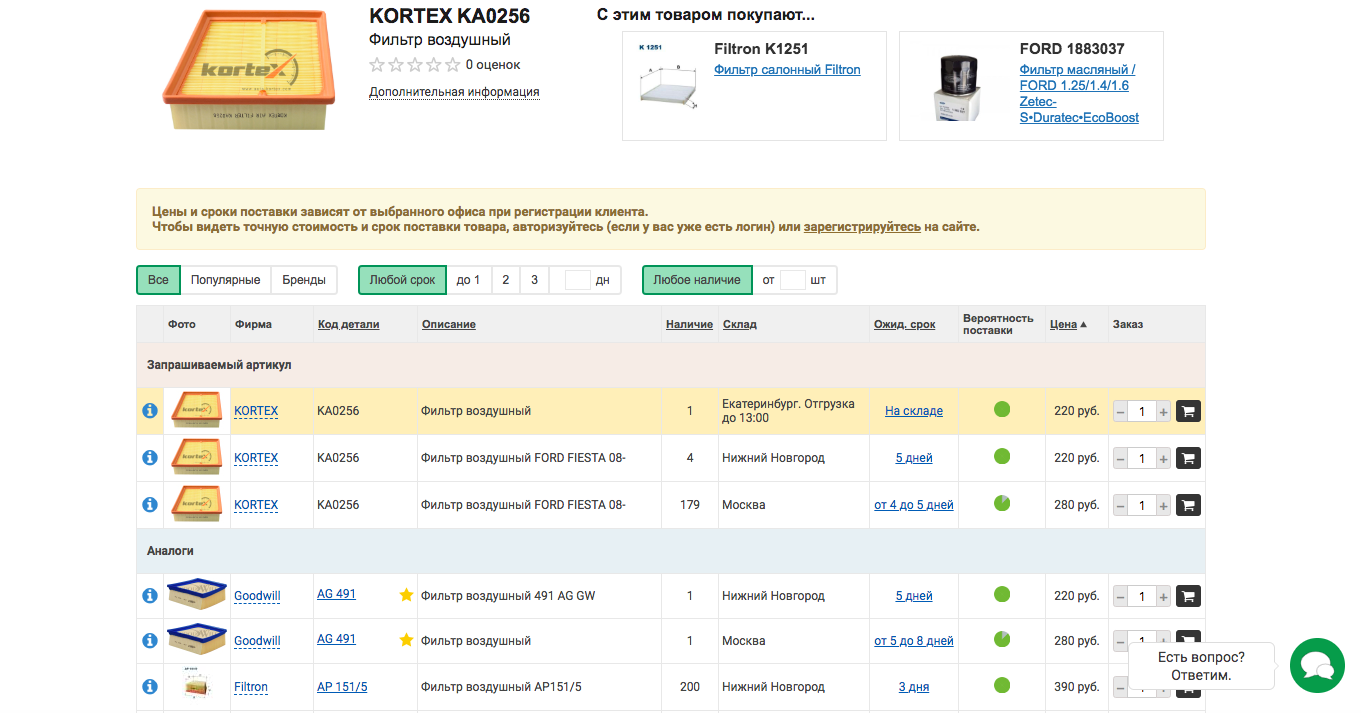 kortex
KORTEX AIR FILTER KA0256
KORTEX KA0256
Фильтр воздушный
0 оценок
Дополнительная информация
С этим товаром покупают...
K 1251
Filtron K1251
Фильтр салонный Filtron
FORD 1883037
Фильтр масляный /
FORD 1.25/1.4/1.6
Zetec-
S•Duratec•EcoBoost
Цены и сроки поставки зависят от выбранного офиса при регистрации клиента.
Чтобы видеть точную стоимость и срок поставки товара, авторизуйтесь (если у вас уже есть логин) или зарегистрируйтесь на сайте.
Все Популярные Бренды Любой срок до 1 2 3 дн Любое наличие от шт
Фото Фирма Код детали Описание Наличие Склад Ожид. срок Вероятность поставки Цена ▲ Заказ
Запрашиваемый артикул
KORTEX KA0256 Фильтр воздушный 1 Екатеринбург. Отгрузка до 13:00 На складе 220 руб. – 1 +
KORTEX KA0256 Фильтр воздушный FORD FIESTA 08- 4 Нижний Новгород 5 дней 220 руб. – 1 +
KORTEX KA0256 Фильтр воздушный FORD FIESTA 08- 179 Москва от 4 до 5 дней 280 руб. – 1 +
Аналоги
Goodwill AG 491 Фильтр воздушный 491 AG GW 1 Нижний Новгород 5 дней 220 руб. – 1 +
Goodwill AG 491 Фильтр воздушный 1 Москва от 5 до 8 дней 280 руб. – 1 +
Filtron AP 151/5 Фильтр воздушный AP151/5 200 Нижний Новгород 3 дня 390 руб.
Есть вопрос?
Ответим.